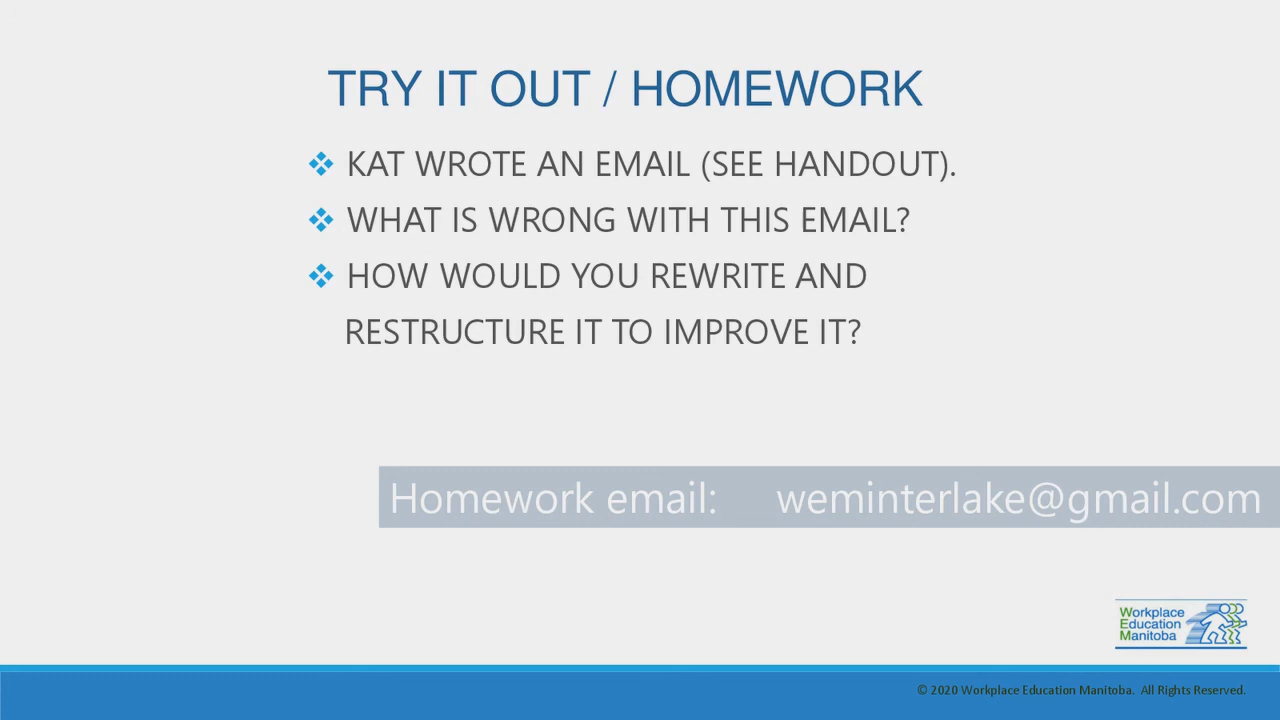 TRY IT OUT / HOMEWORK
❖ KAT WROTE AN EMAIL (SEE HANDOUT).
❖ WHAT IS WRONG WITH THIS EMAIL?
❖ HOW WOULD YOU REWRITE AND
RESTRUCTURE IT TO IMPROVE IT?
Homework email: weminterlake@gmail.com
Workplace
Education
Manitoba
© 2020 Workplace Education Manitoba. All Rights Reserved.